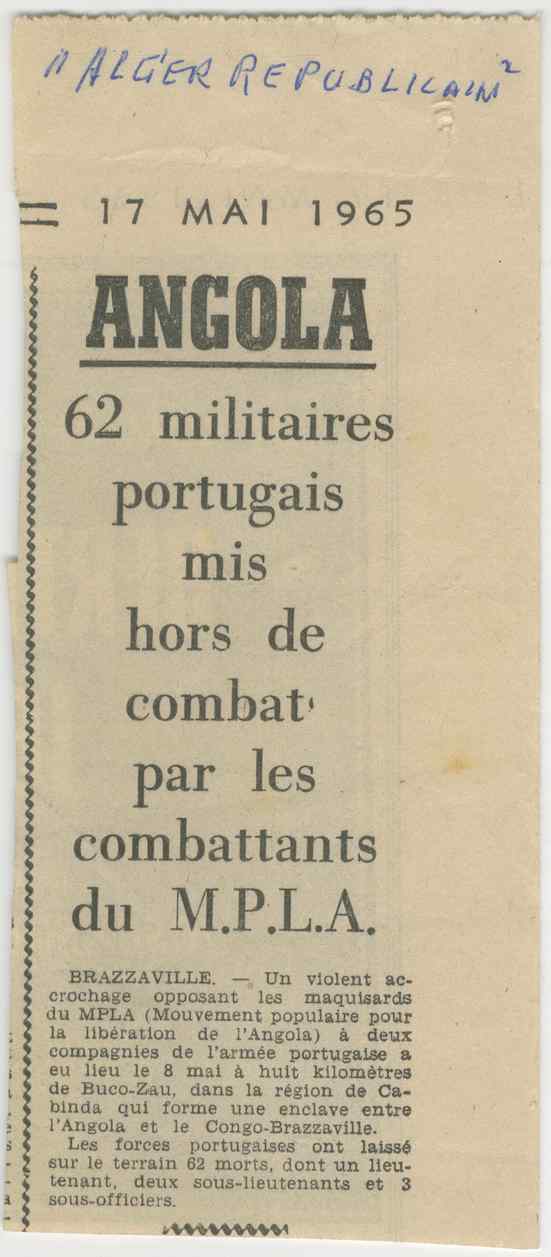 "ALGER REPUBLICAIN"
= 17 MAI 1965
ANGOLA
62 militaires
portugais
mis
hors de
combat
par les
combattants
du M.P.L.A.
BRAZZAVILLE. — Un violent ac-
crochage opposant les maquisards
du MPLA (Mouvement populaire pour
la libération de l'Angola) à deux
compagnies de l'armée portugaise a
eu lieu le 8 mai à huit kilomètres
de Buco-Zau, dans la région de Ca-
binda qui forme une enclave entre
l'Angola et le Congo-Brazzaville.
Les forces portugaises ont laissé
sur le terrain 62 morts, dont un lieu-
tenant, deux sous-lieutenants et 3
sous-officiers.